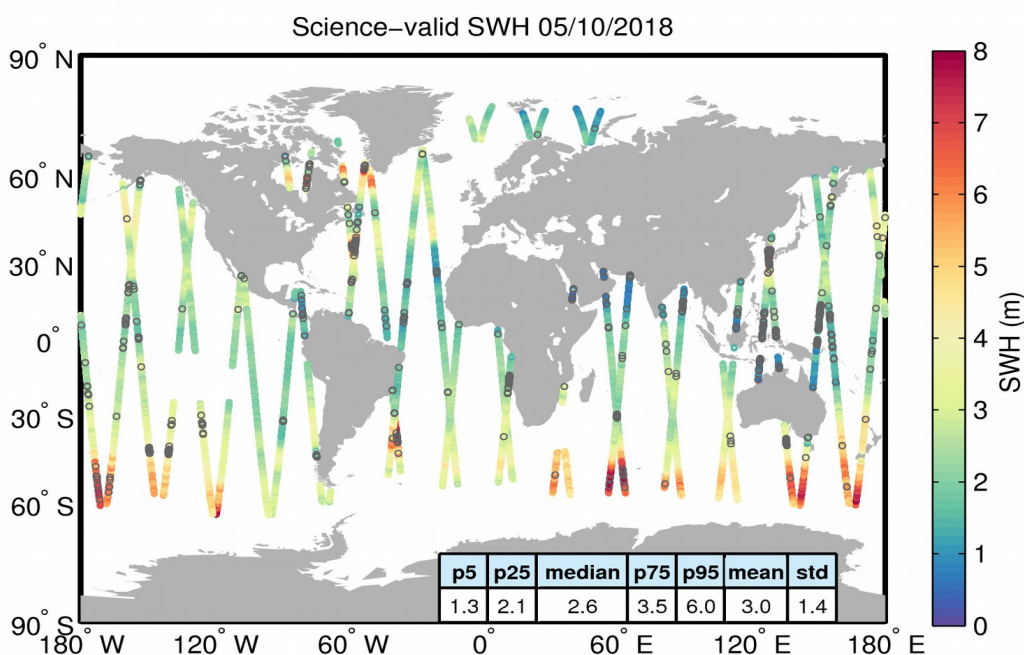 Science−valid SWH 05/10/2018
90° N
60° N
30° N
0°
30° S
60° S
90° S
180° W
120° W
60° W
0°
60° E
120° E
180° E
p5 p25 median p75 p95 mean std
1.3 2.1 2.6 3.5 6.0 3.0 1.4
8
7
6
5
4
3
2
1
0
SWH (m)